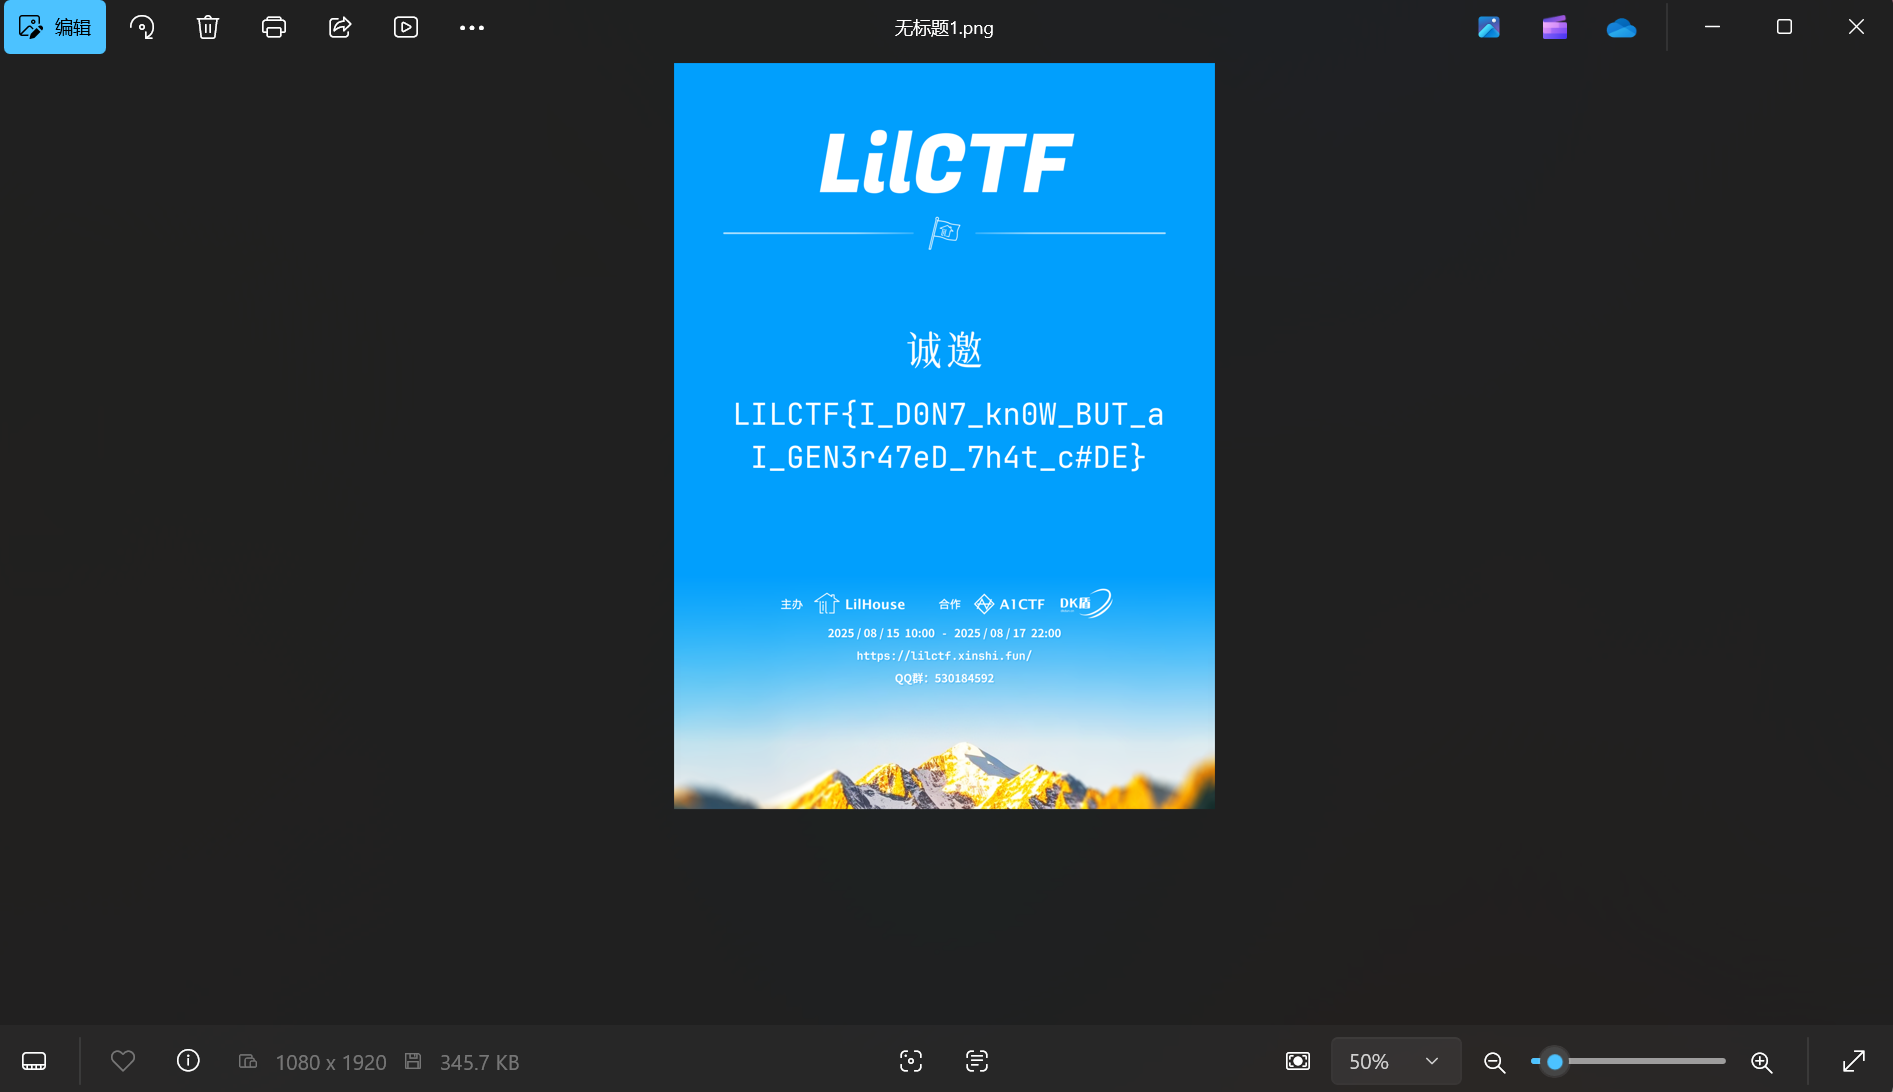 编辑
无标题1.png
LilCTF
诚邀
LILCTF{I_D0N7_kn0W_BUT_a
I_GEN3r47eD_7h4t_c#DE}
主办 LilHouse 合作 A1CTF DK盾
2025/08/15 10:00 - 2025/08/17 22:00
https://lilctf.xinshi.fun/
QQ群：530184592
1080 x 1920 345.7 KB
50%